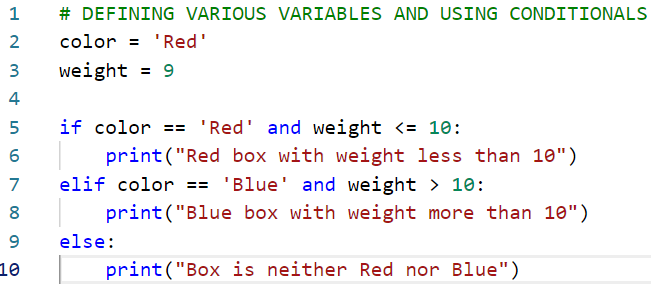 1 # DEFINING VARIOUS VARIABLES AND USING CONDITIONALS
2 color = 'Red'
3 weight = 9
4
5 if color == 'Red' and weight <= 10:
6     print("Red box with weight less than 10")
7 elif color == 'Blue' and weight > 10:
8     print("Blue box with weight more than 10")
9 else:
10     print("Box is neither Red nor Blue")